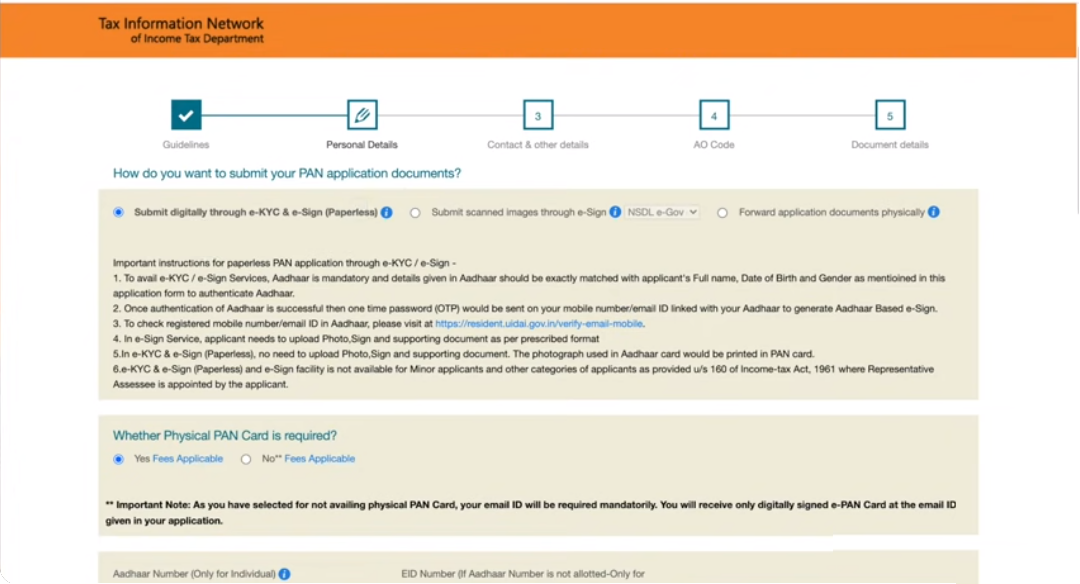 Tax Information Network
of Income Tax Department
3
4
5
Guidelines
Personal Details
Contact & other details
AO Code
Document details
How do you want to submit your PAN application documents?
Submit digitally through e-KYC & e-Sign (Paperless) i Submit scanned images through e-Sign i NSDL e-Gov Forward application documents physically i
Important instructions for paperless PAN application through e-KYC / e-Sign -
1. To avail e-KYC / e-Sign Services, Aadhaar is mandatory and details given in Aadhaar should be exactly matched with applicant's Full name, Date of Birth and Gender as mentioined in this
application form to authenticate Aadhaar.
2. Once authentication of Aadhaar is successful then one time password (OTP) would be sent on your mobile number/email ID linked with your Aadhaar to generate Aadhaar Based e-Sign.
3. To check registered mobile number/email ID in Aadhaar, please visit at https://resident.uidai.gov.in/verify-email-mobile.
4. In e-Sign Service, applicant needs to upload Photo,Sign and supporting document as per prescribed format
5.In e-KYC & e-Sign (Paperless), no need to upload Photo,Sign and supporting document. The photograph used in Aadhaar card would be printed in PAN card.
6.e-KYC & e-Sign (Paperless) and e-Sign facility is not available for Minor applicants and other categories of applicants as provided u/s 160 of Income-tax Act, 1961 where Representative
Assessee is appointed by the applicant.
Whether Physical PAN Card is required?
Yes Fees Applicable No** Fees Applicable
** Important Note: As you have selected for not availing physical PAN Card, your email ID will be required mandatorily. You will receive only digitally signed e-PAN Card at the email ID
given in your application.
Aadhaar Number (Only for Individual) i EID Number (If Aadhaar Number is not allotted-Only for